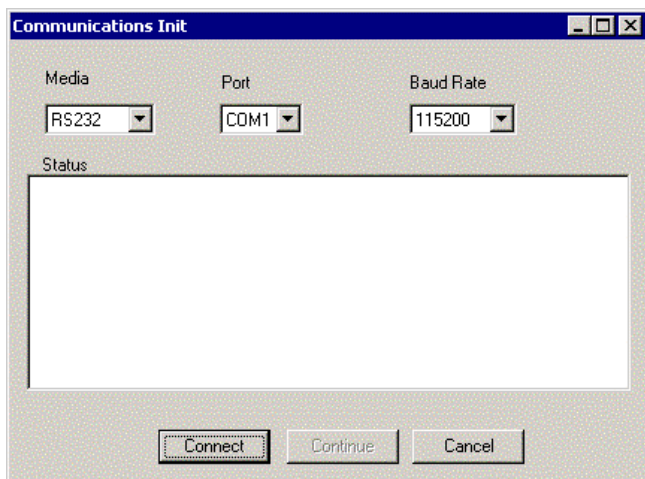 Communications Init
Media Port Baud Rate
RS232 COM1 115200
Status
Connect Continue Cancel